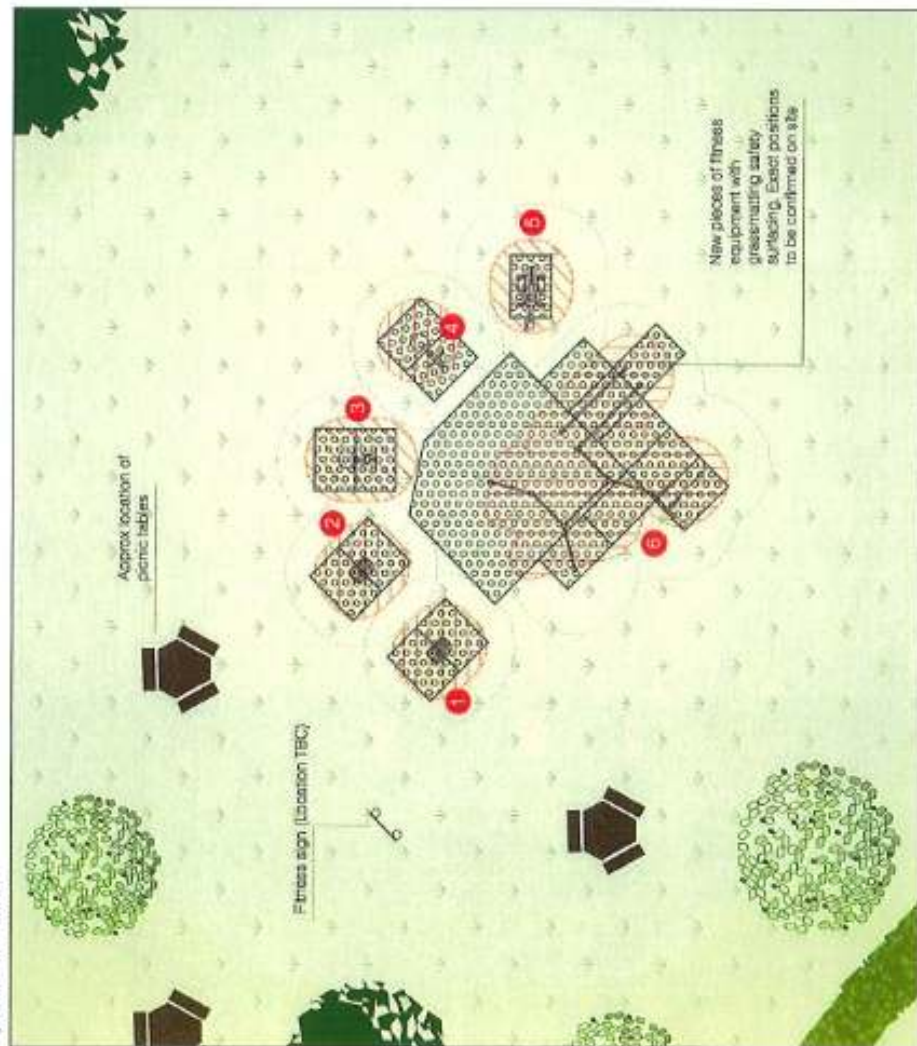 Approx location of
picnic tables
Fitness sign (Location TBC)
1
2
3
4
5
6
New pieces of fitness
equipment with
grassmatting safety
surfacing. Exact positions
to be confirmed on site